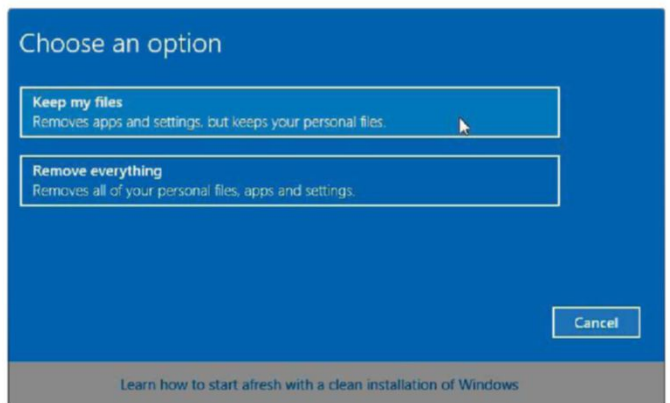 Choose an option
Keep my files
Removes apps and settings, but keeps your personal files.
Remove everything
Removes all of your personal files, apps and settings.
Cancel
Learn how to start afresh with a clean installation of Windows